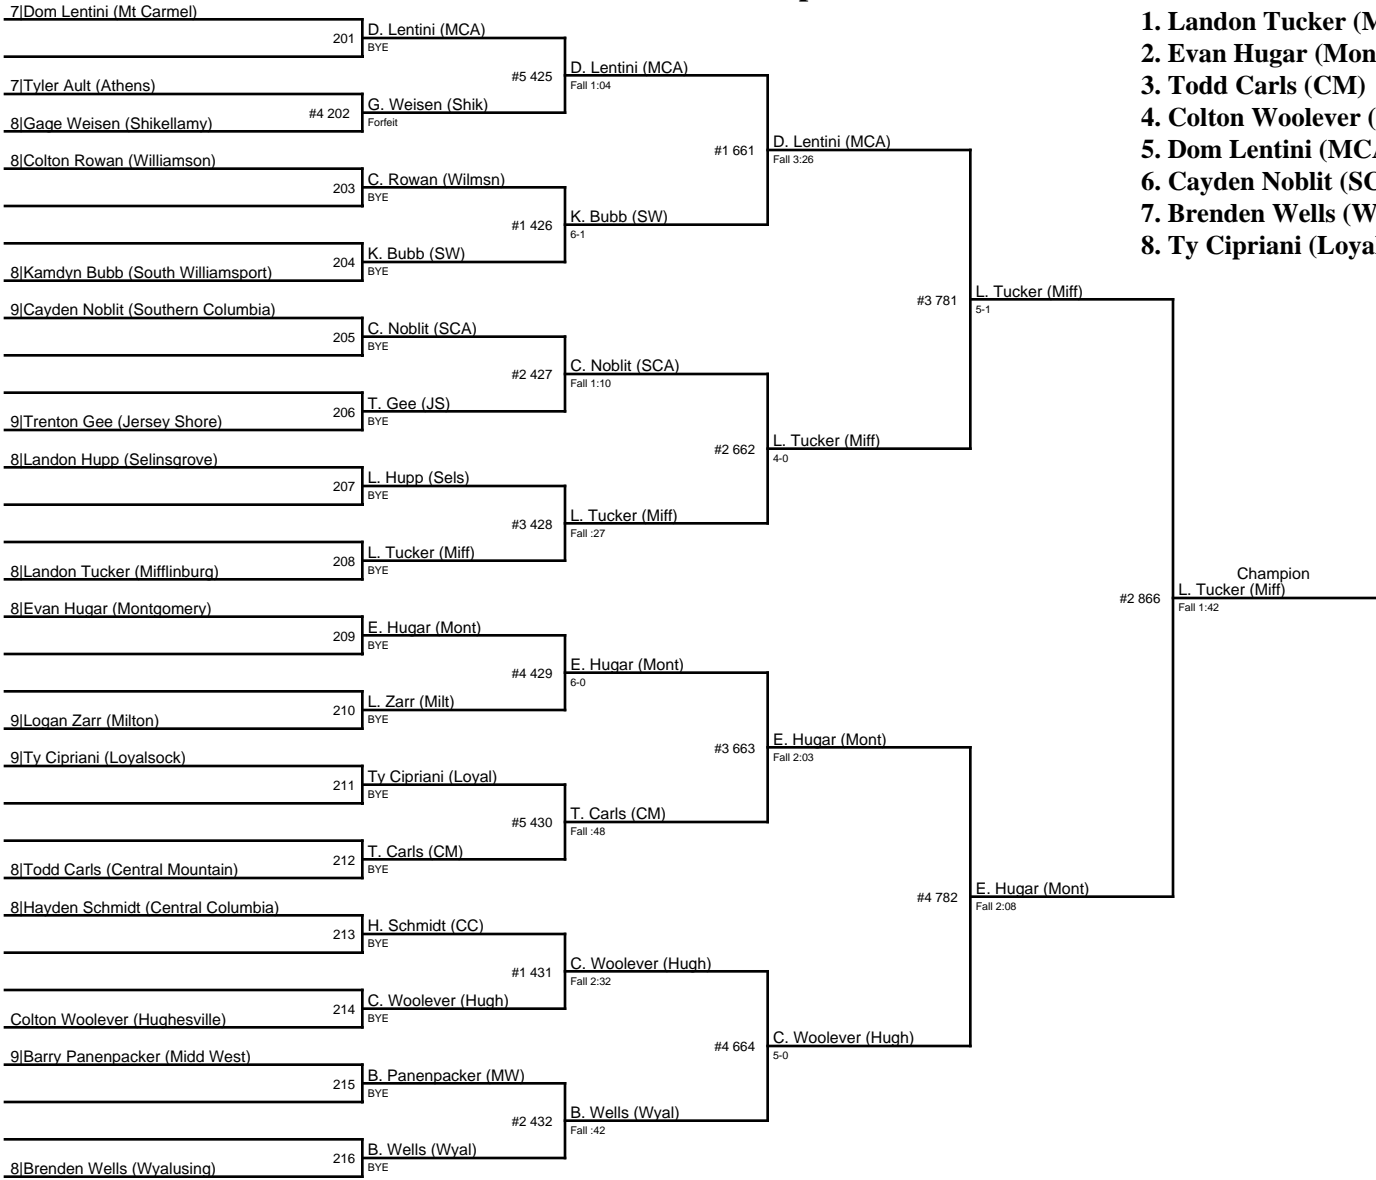 7|Dom Lentini (Mt Carmel)
201
D. Lentini (MCA)
BYE
#5 425
D. Lentini (MCA)
Fall 1:04
7|Tyler Ault (Athens)
#4 202
G. Weisen (Shik)
Forfeit
8|Gage Weisen (Shikellamy)
#1 661
D. Lentini (MCA)
Fall 3:26
8|Colton Rowan (Williamson)
203
C. Rowan (Wilmsn)
BYE
#1 426
K. Bubb (SW)
6-1
204
K. Bubb (SW)
BYE
8|Kamdyn Bubb (South Williamsport)
#3 781
L. Tucker (Miff)
5-1
9|Cayden Noblit (Southern Columbia)
205
C. Noblit (SCA)
BYE
#2 427
C. Noblit (SCA)
Fall 1:10
206
T. Gee (JS)
BYE
9|Trenton Gee (Jersey Shore)
#2 662
L. Tucker (Miff)
4-0
8|Landon Hupp (Selinsgrove)
207
L. Hupp (Sels)
BYE
#3 428
L. Tucker (Miff)
Fall :27
208
L. Tucker (Miff)
BYE
8|Landon Tucker (Mifflinburg)
Champion
#2 866
L. Tucker (Miff)
Fall 1:42
8|Evan Hugar (Montgomery)
209
E. Hugar (Mont)
BYE
#4 429
E. Hugar (Mont)
6-0
210
L. Zarr (Milt)
BYE
9|Logan Zarr (Milton)
#3 663
E. Hugar (Mont)
Fall 2:03
9|Ty Cipriani (Loyalsock)
211
Ty Cipriani (Loyal)
BYE
#5 430
T. Carls (CM)
Fall :48
212
T. Carls (CM)
BYE
8|Todd Carls (Central Mountain)
#4 782
E. Hugar (Mont)
Fall 2:08
8|Hayden Schmidt (Central Columbia)
213
H. Schmidt (CC)
BYE
#1 431
C. Woolever (Hugh)
Fall 2:32
214
C. Woolever (Hugh)
BYE
Colton Woolever (Hughesville)
#4 664
C. Woolever (Hugh)
5-0
9|Barry Panenpacker (Midd West)
215
B. Panenpacker (MW)
BYE
#2 432
B. Wells (Wyal)
Fall :42
216
B. Wells (Wyal)
BYE
8|Brenden Wells (Wyalusing)
1. Landon Tucker (M
2. Evan Hugar (Mon
3. Todd Carls (CM)
4. Colton Woolever (
5. Dom Lentini (MCA
6. Cayden Noblit (SC
7. Brenden Wells (W
8. Ty Cipriani (Loyal